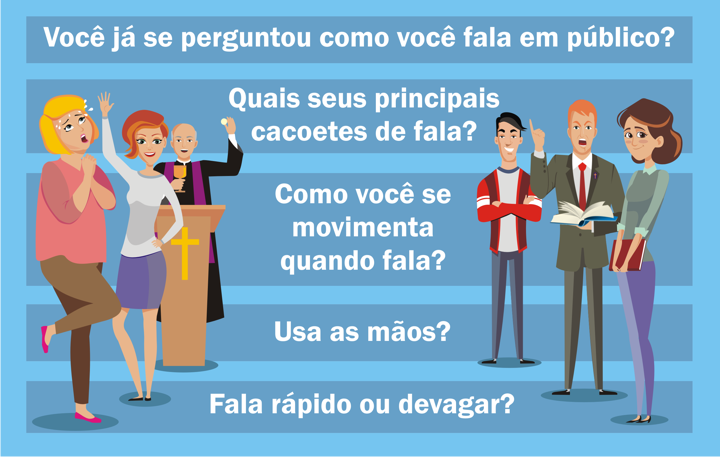 Você já se perguntou como você fala em público?
Quais seus principais
cacoetes de fala?
Como você se
movimenta
quando fala?
Usa as mãos?
Fala rápido ou devagar?